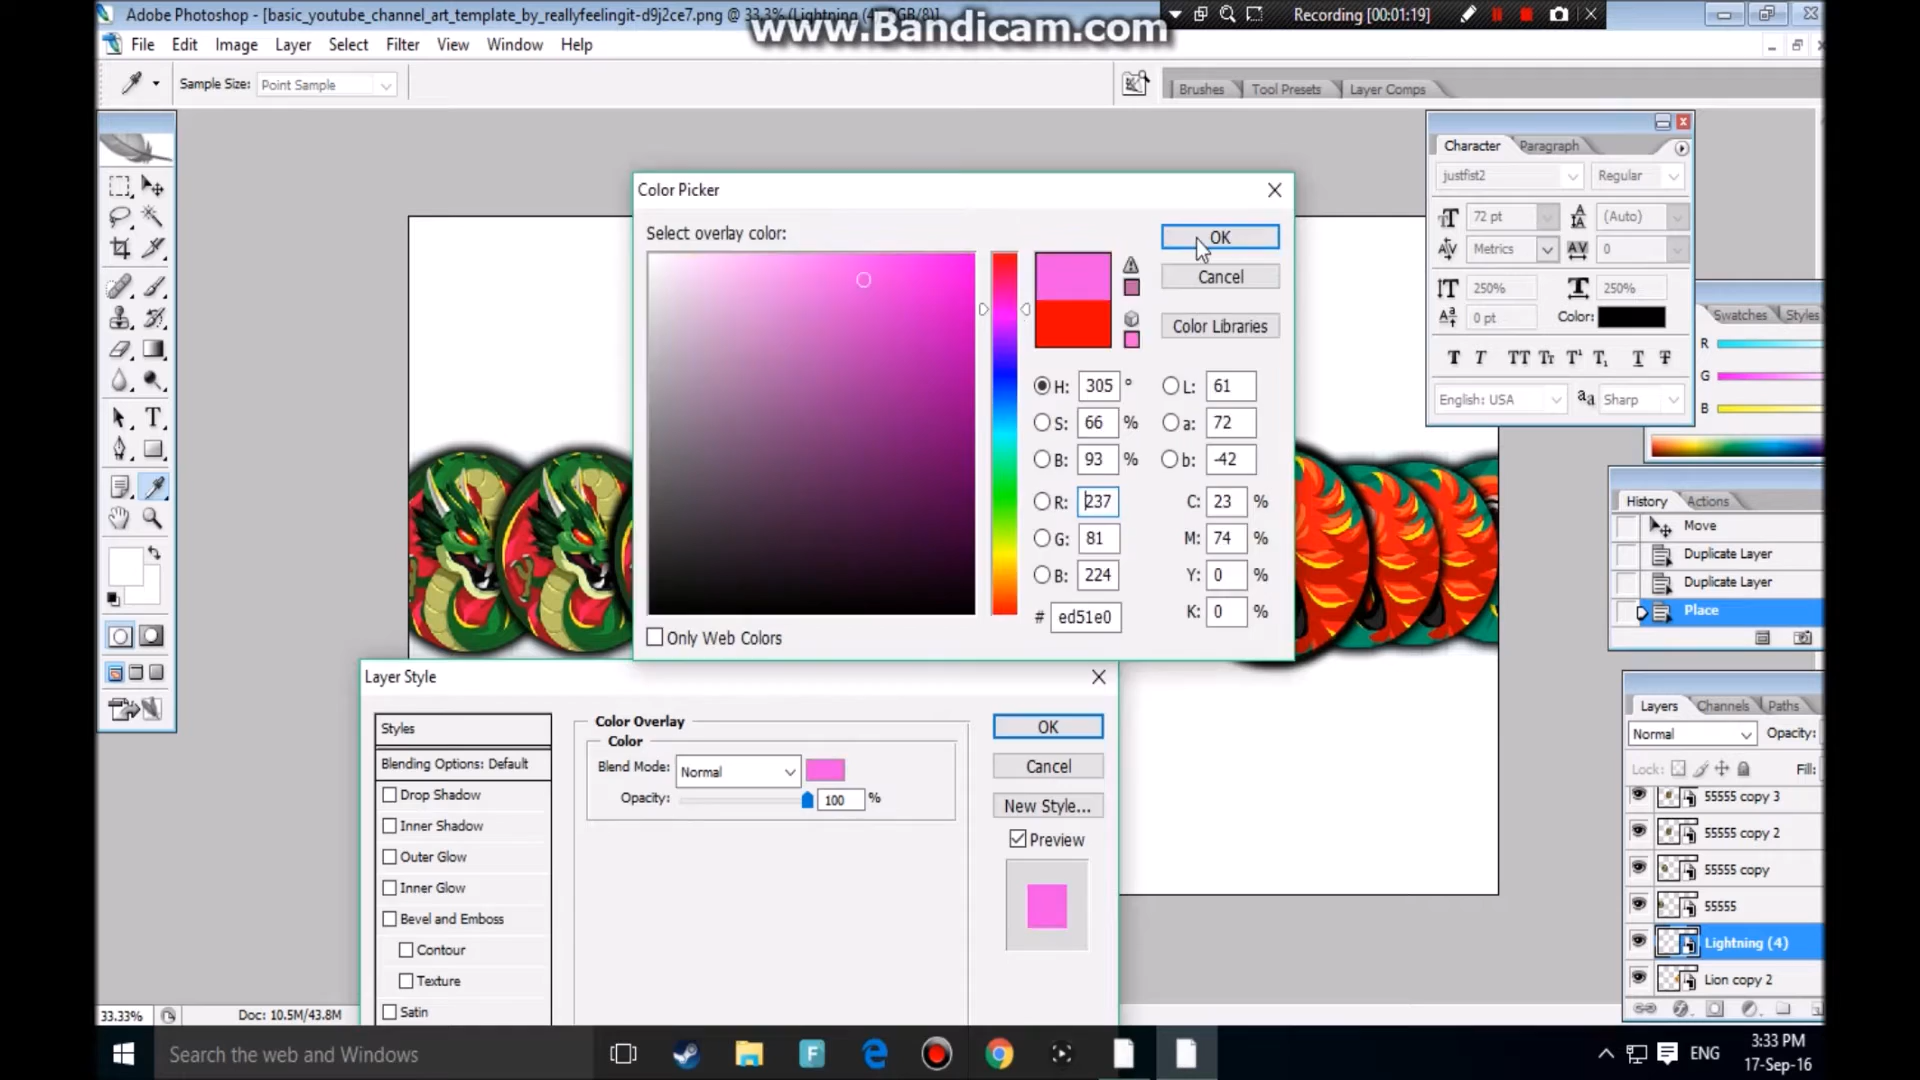 Adobe Photoshop - [basic_youtube_channel_art_template_by_reallyfeelingit-d9j2ce7.png @ 33.3% (Lightning (4), RGB/8)]
Recording [00:01:19]
www.Bandicam.com
File Edit Image Layer Select Filter View Window Help
Sample Size: Point Sample
Brushes Tool Presets Layer Comps
Color Picker
Select overlay color:
OK
Cancel
Color Libraries
H: 305 °
S: 66 %
B: 93 %
R: 237
G: 81
B: 224
# ed51e0
L: 61
a: 72
b: -42
C: 23 %
M: 74 %
Y: 0 %
K: 0 %
Only Web Colors
Character Paragraph
justfist2 Regular
72 pt (Auto)
Metrics 0
250% 250%
0 pt Color:
English: USA aa Sharp
Swatches Styles
R
G
B
History Actions
Move
Duplicate Layer
Duplicate Layer
Place
Layer Style
Styles
Blending Options: Default
Drop Shadow
Inner Shadow
Outer Glow
Inner Glow
Bevel and Emboss
Contour
Texture
Satin
Color Overlay
Color
Blend Mode: Normal
Opacity: 100 %
OK
Cancel
New Style...
Preview
Layers Channels Paths
Normal Opacity:
Lock: Fill:
55555 copy 3
55555 copy 2
55555 copy
55555
Lightning (4)
Lion copy 2
33.33% Doc: 10.5M/43.8M
Search the web and Windows
ENG
3:33 PM
17-Sep-16